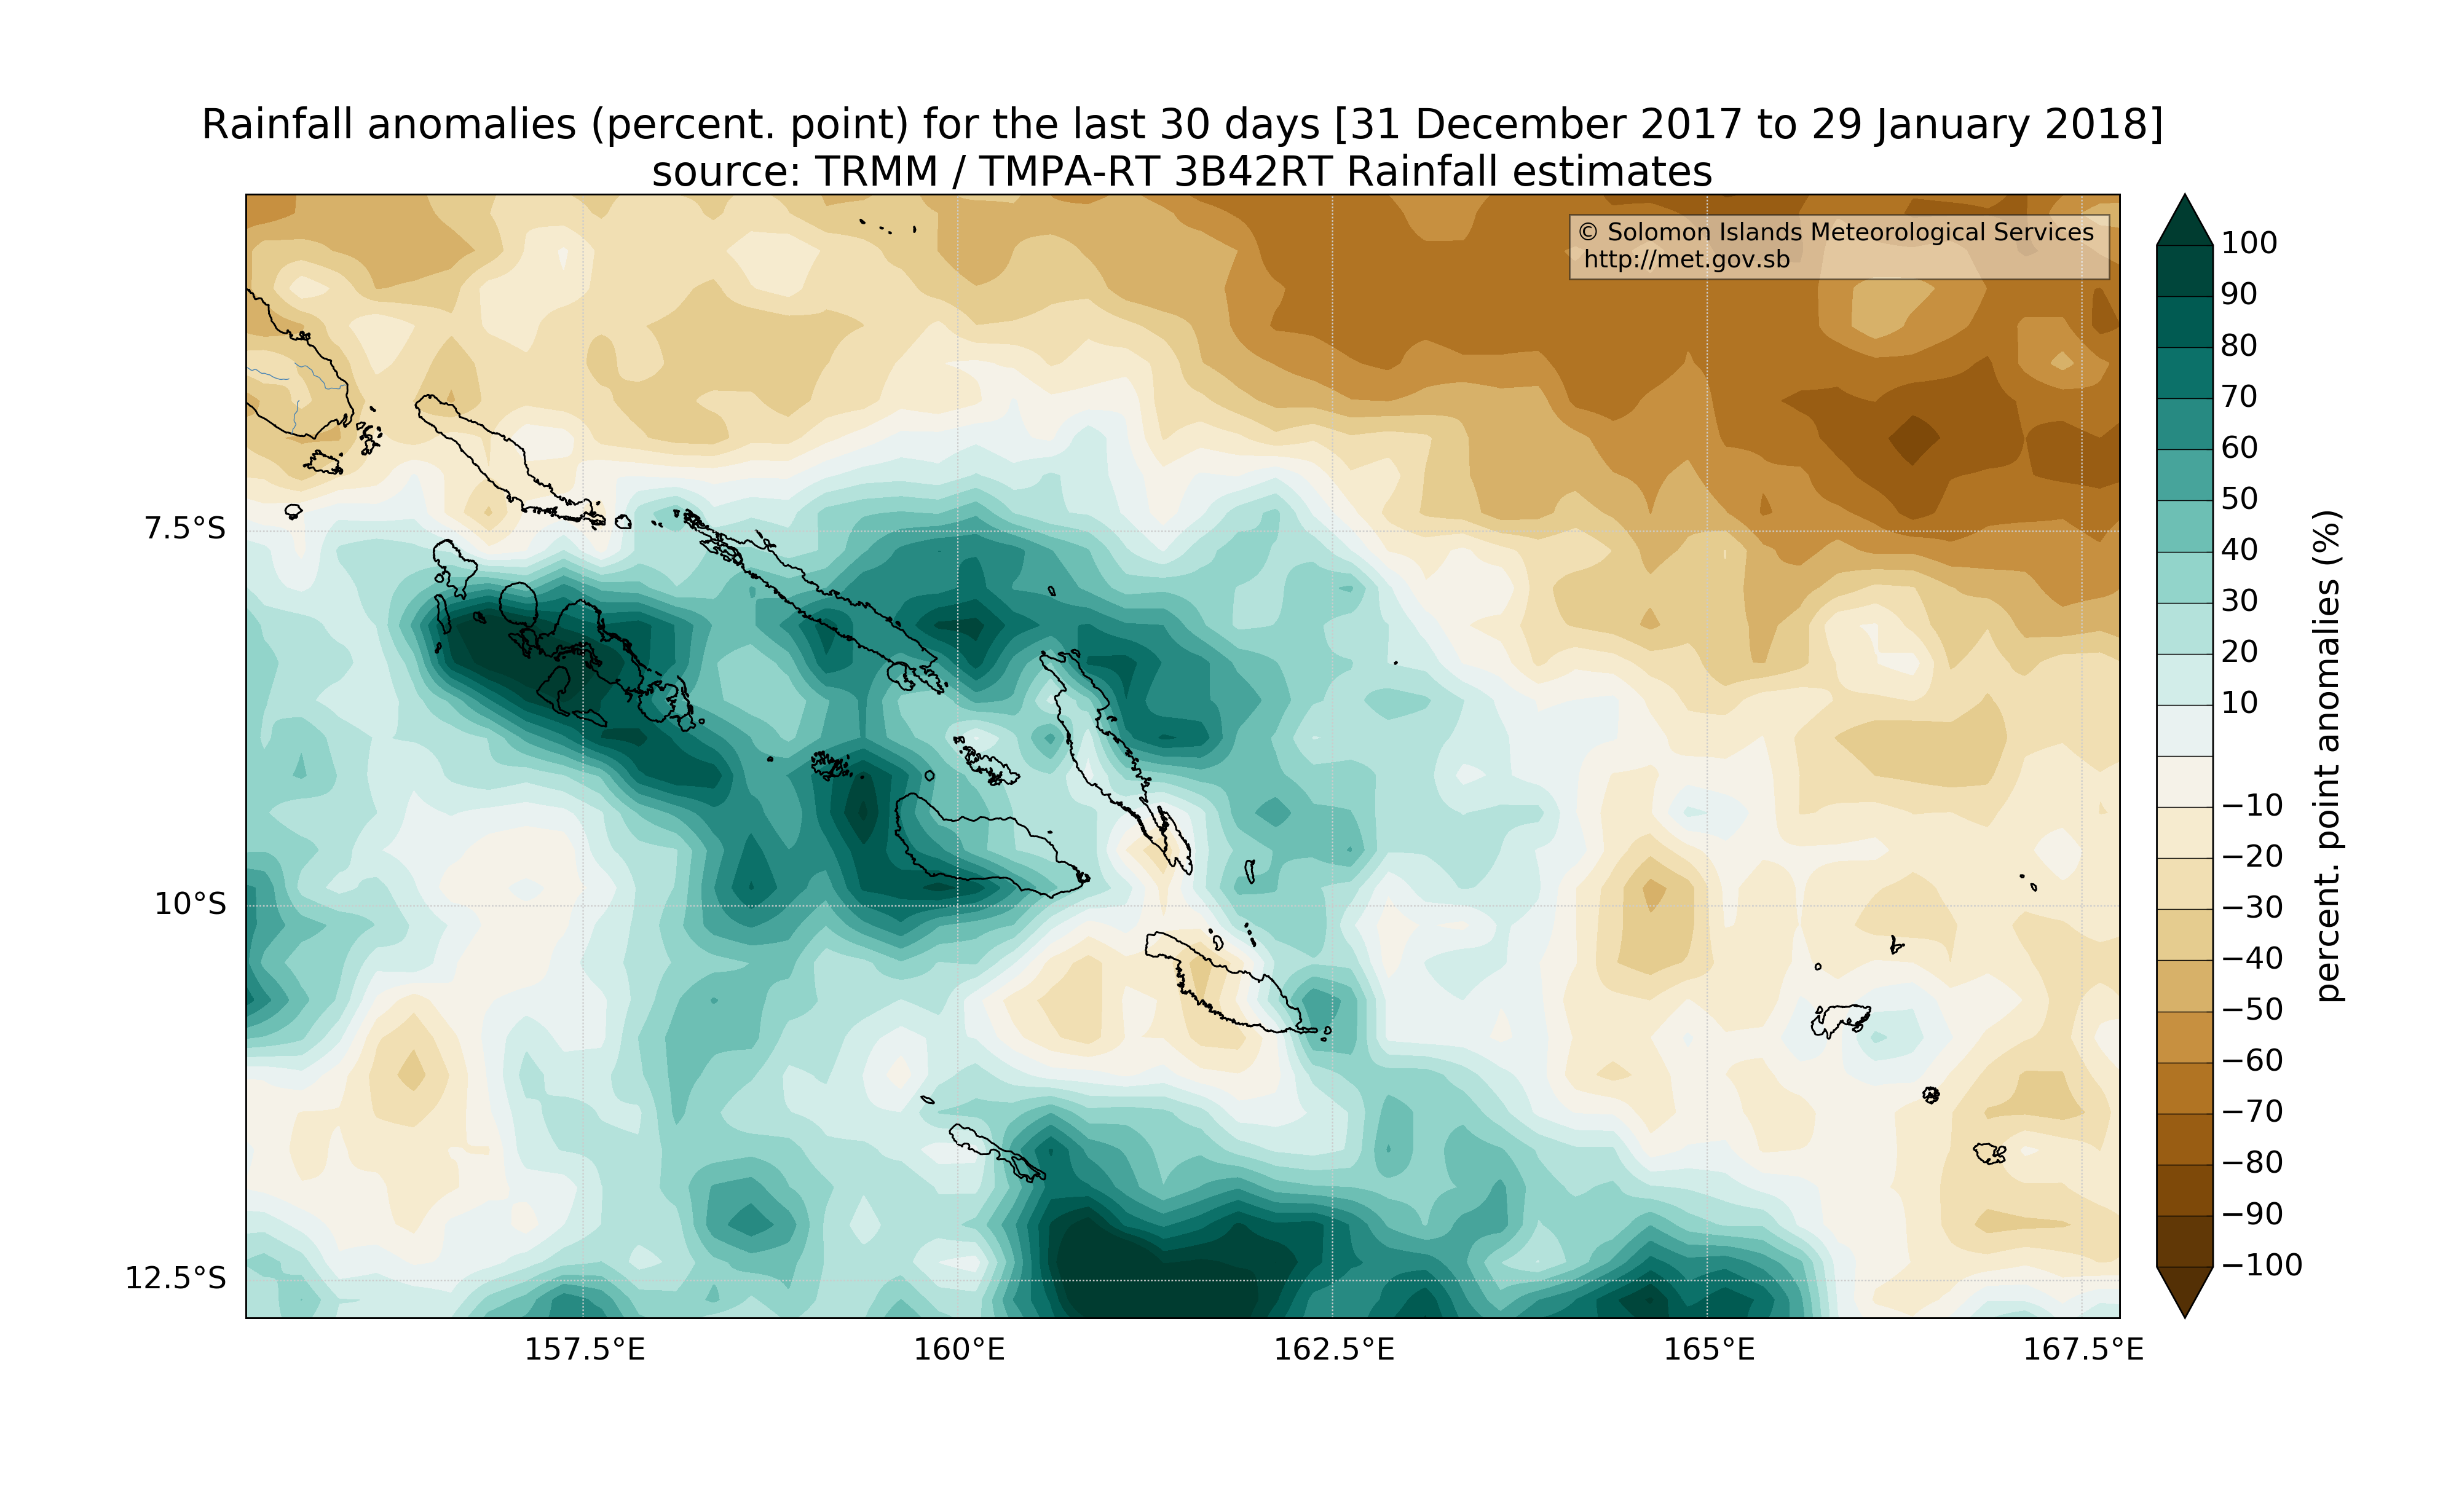 Rainfall anomalies (percent. point) for the last 30 days [31 December 2017 to 29 January 2018]
source: TRMM / TMPA-RT 3B42RT Rainfall estimates
© Solomon Islands Meteorological Services
http://met.gov.sb
7.5°S
10°S
12.5°S
157.5°E
160°E
162.5°E
165°E
167.5°E
100
90
80
70
60
50
40
30
20
10
−10
−20
−30
−40
−50
−60
−70
−80
−90
−100
percent. point anomalies (%)